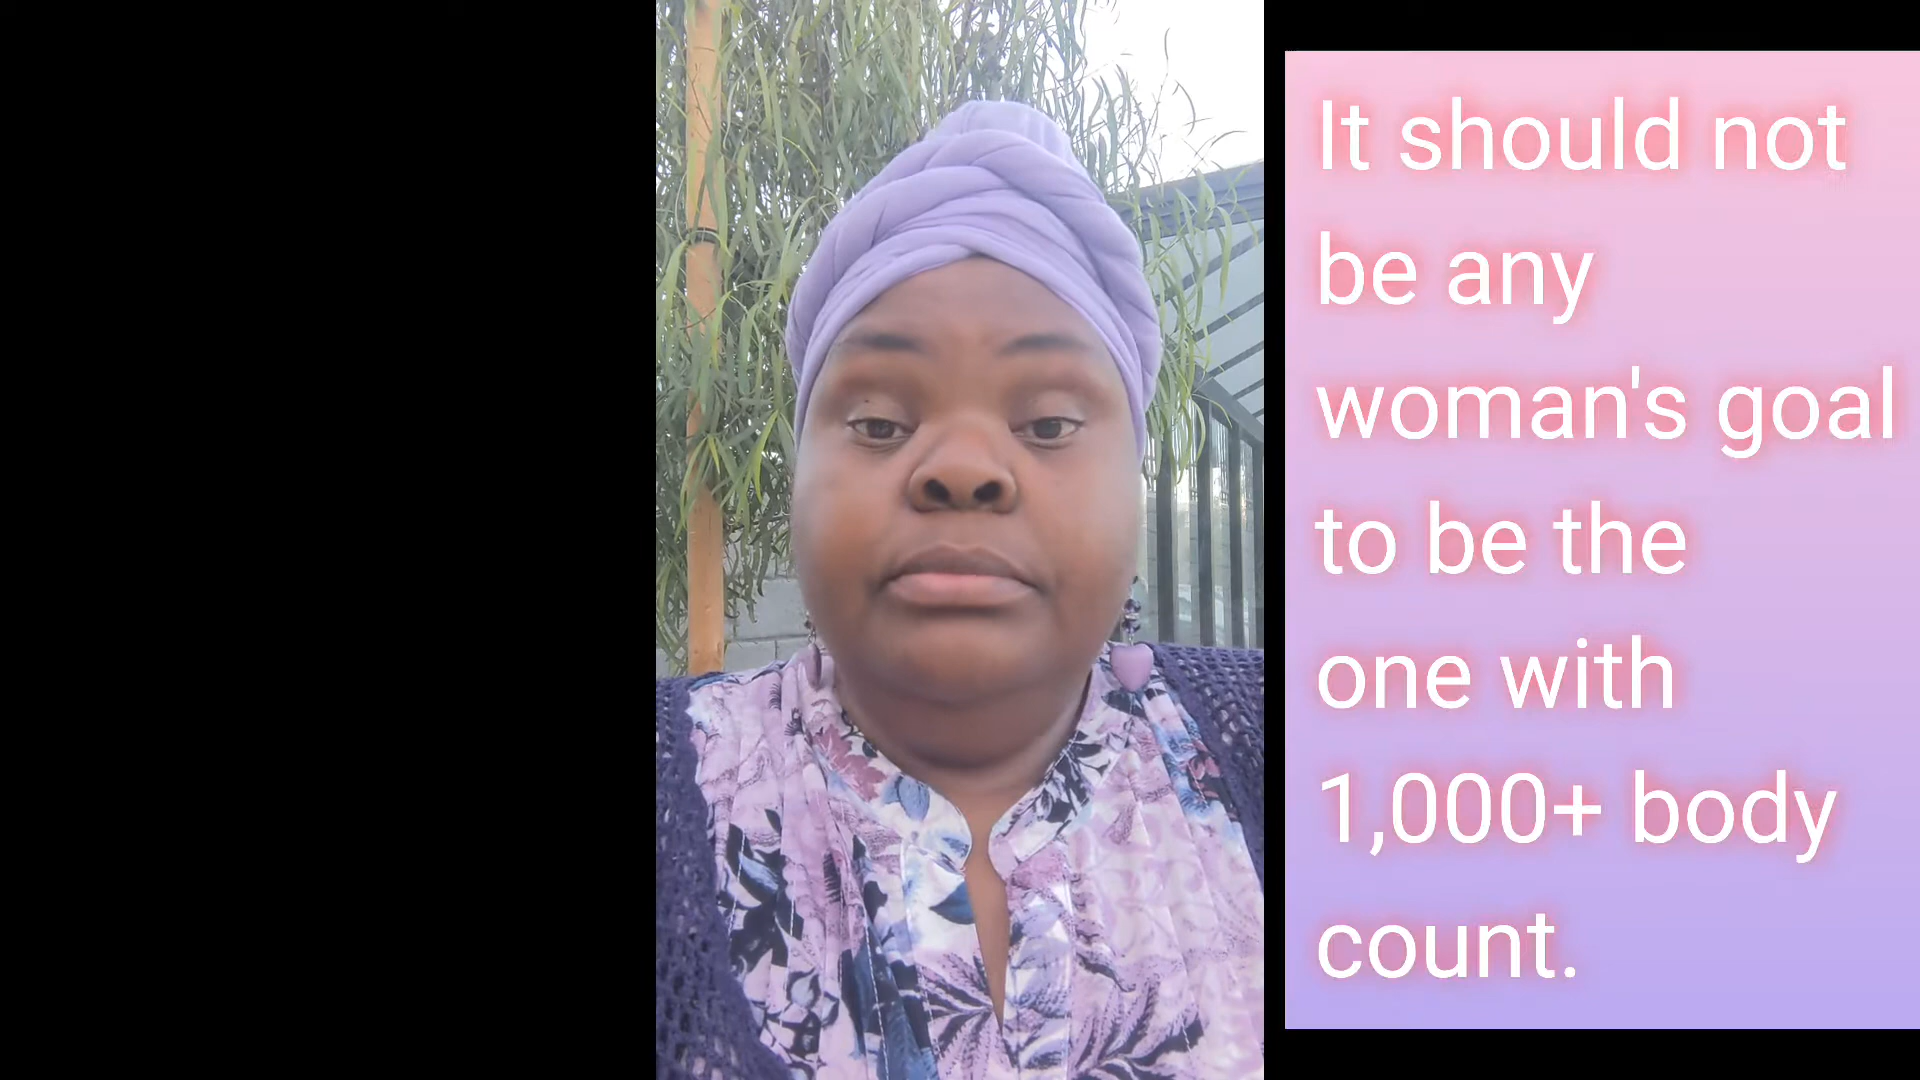 It should not
be any
woman's goal
to be the
one with
1,000+ body
count.